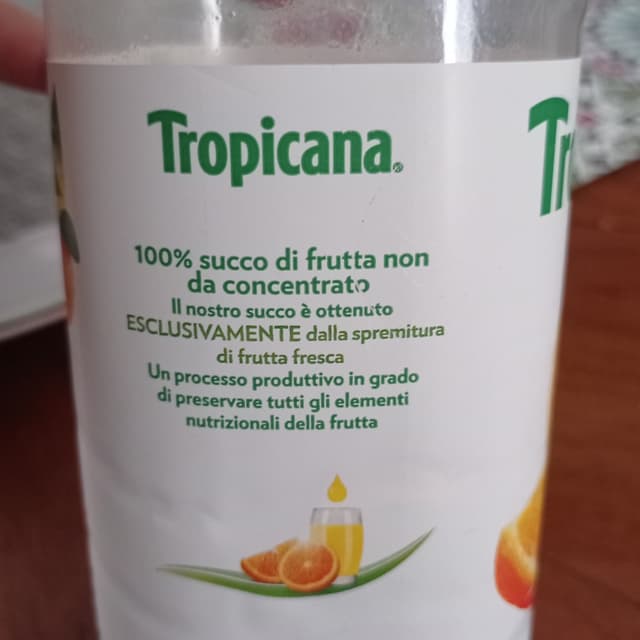 Tropicana
100% succo di frutta non
da concentrato
Il nostro succo è ottenuto
ESCLUSIVAMENTE dalla spremitura
di frutta fresca
Un processo produttivo in grado
di preservare tutti gli elementi
nutrizionali della frutta